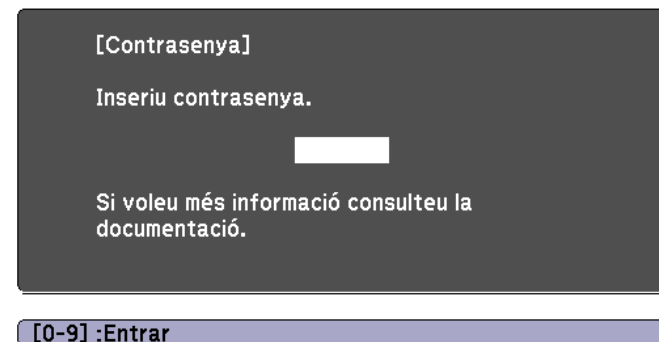 [Contrasenya]
Inseriu contrasenya.
Si voleu més informació consulteu la
documentació.
[0-9] :Entrar